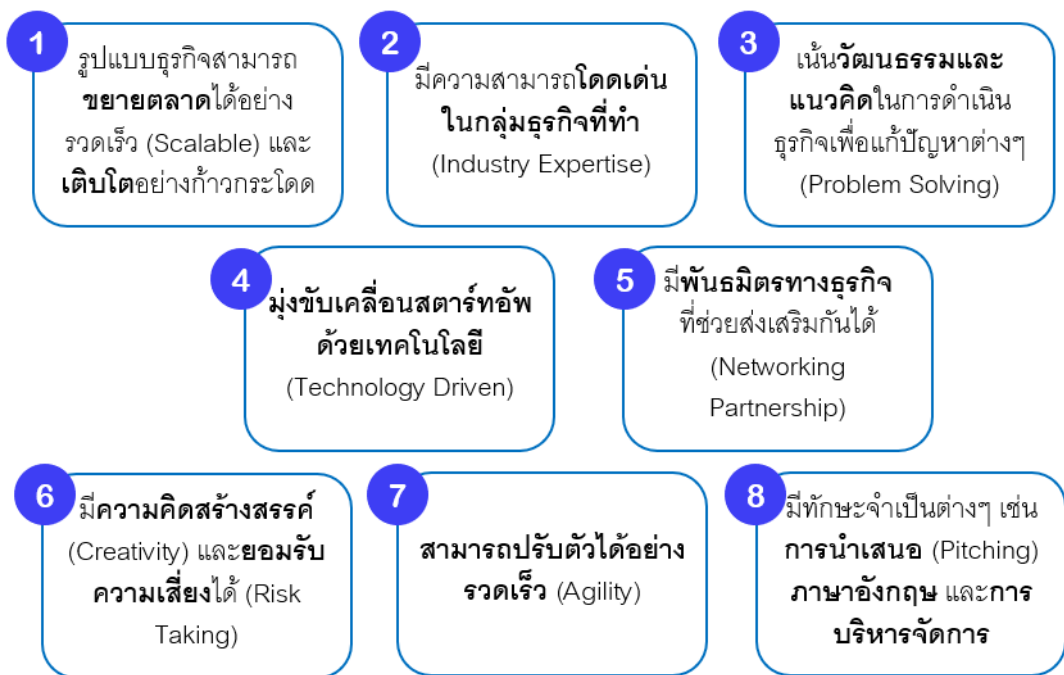 1
รูปแบบธุรกิจสามารถ
ขยายตลาดได้อย่าง
รวดเร็ว (Scalable) และ
เติบโตอย่างก้าวกระโดด
2
มีความสามารถโดดเด่น
ในกลุ่มธุรกิจที่ทำ
(Industry Expertise)
3
เน้นวัฒนธรรมและ
แนวคิดในการดำเนิน
ธุรกิจเพื่อแก้ปัญหาต่างๆ
(Problem Solving)
4
มุ่งขับเคลื่อนสตาร์ทอัพ
ด้วยเทคโนโลยี
(Technology Driven)
5
มีพันธมิตรทางธุรกิจ
ที่ช่วยส่งเสริมกันได้
(Networking
Partnership)
6
มีความคิดสร้างสรรค์
(Creativity) และยอมรับ
ความเสี่ยงได้ (Risk
Taking)
7
สามารถปรับตัวได้อย่าง
รวดเร็ว (Agility)
8
มีทักษะจำเป็นต่างๆ เช่น
การนำเสนอ (Pitching)
ภาษาอังกฤษ และการ
บริหารจัดการ